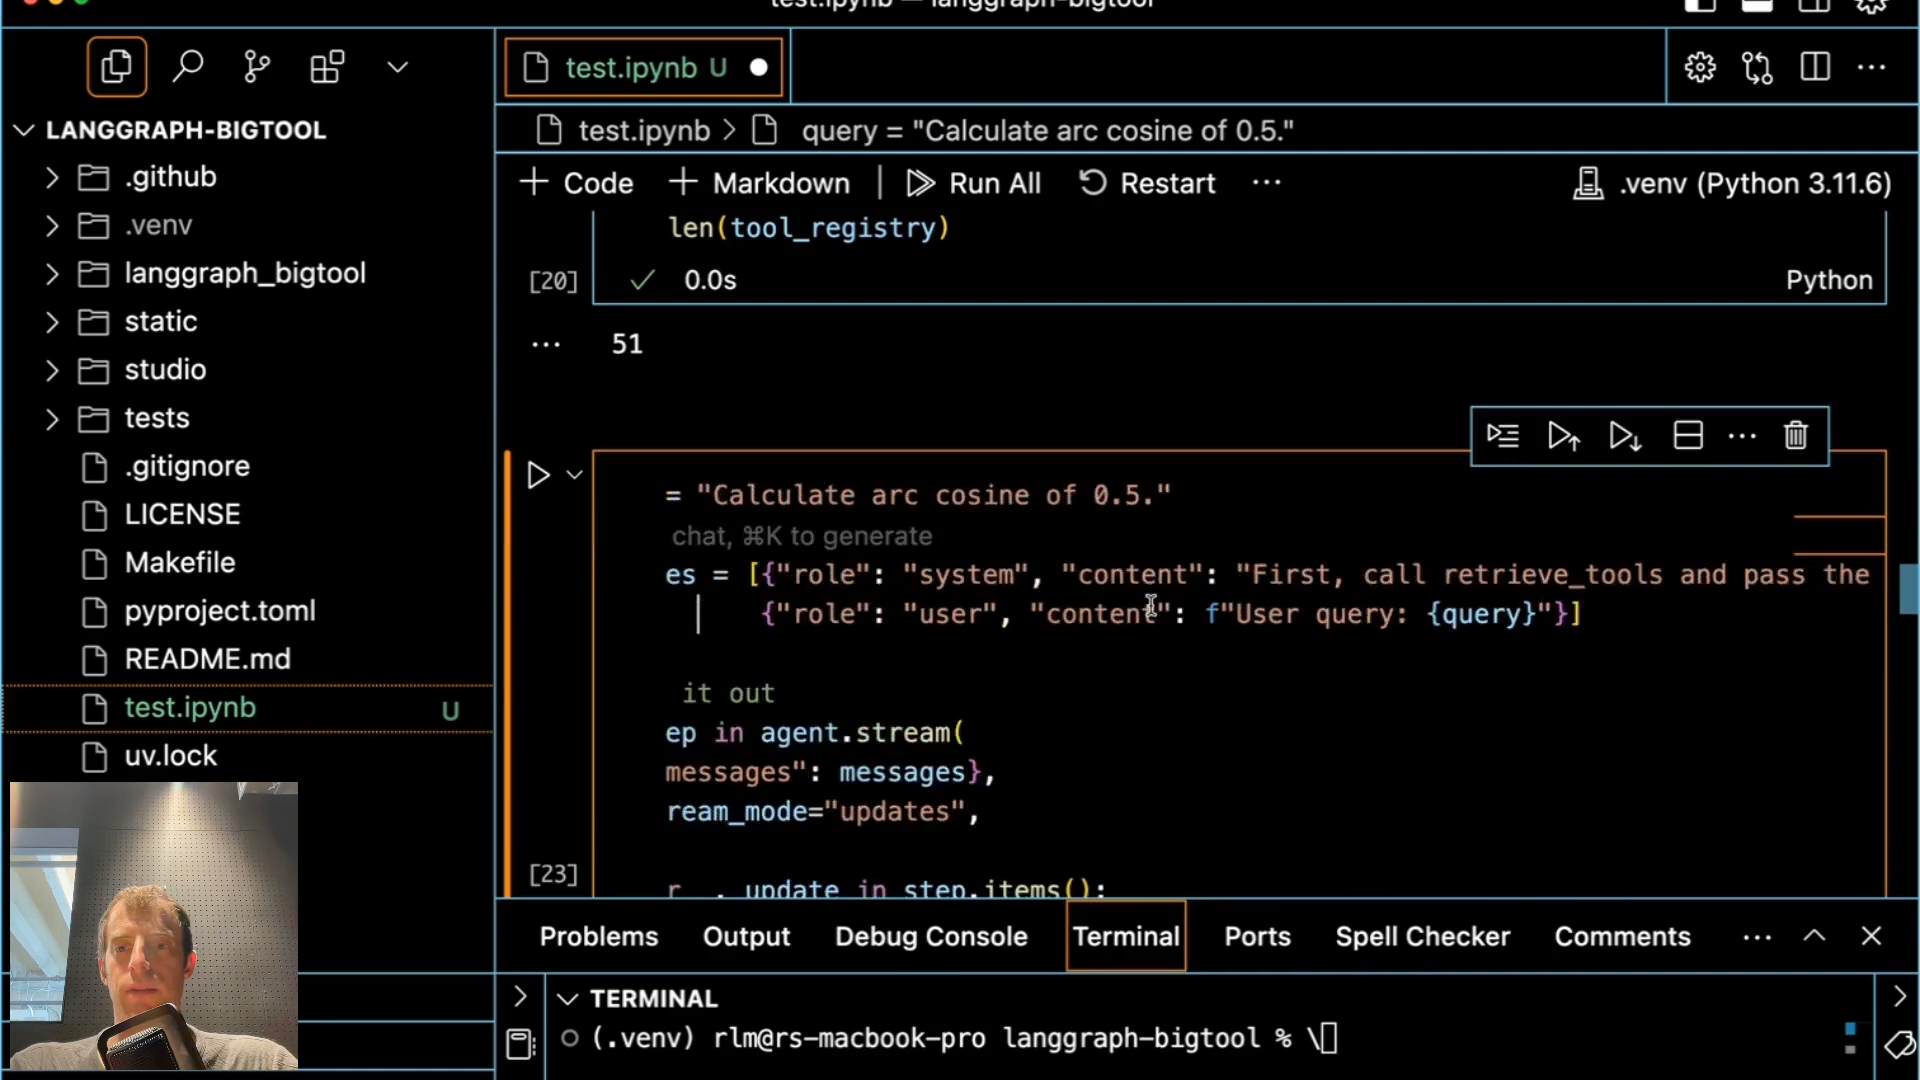 test.ipynb — langgraph-bigtool
LANGGRAPH-BIGTOOL
.github
.venv
langgraph_bigtool
static
studio
tests
.gitignore
LICENSE
Makefile
pyproject.toml
README.md
test.ipynb U
uv.lock
test.ipynb U
test.ipynb > query = "Calculate arc cosine of 0.5."
Code Markdown | Run All Restart ... .venv (Python 3.11.6)
len(tool_registry)
[20] 0.0s Python
... 51
= "Calculate arc cosine of 0.5."
chat, ⌘K to generate
es = [{"role": "system", "content": "First, call retrieve_tools and pass the
{"role": "user", "content": f"User query: {query}"}]
it out
ep in agent.stream(
messages": messages},
ream_mode="updates",
[23]
r _, update in step.items():
Problems Output Debug Console Terminal Ports Spell Checker Comments ...
TERMINAL
(.venv) rlm@rs-macbook-pro langgraph-bigtool % \